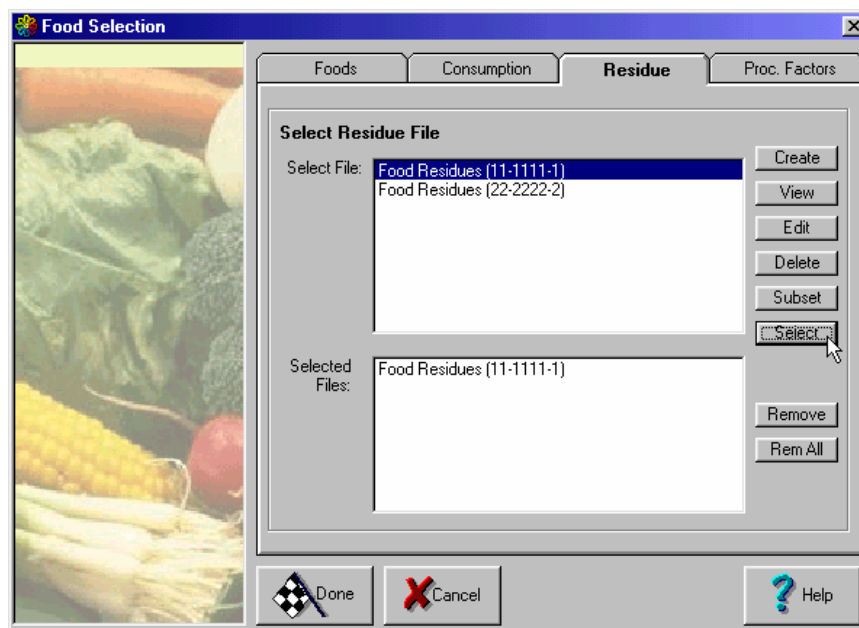 Food Selection
Foods Consumption Residue Proc. Factors
Select Residue File
Select File:
Food Residues (11-1111-1)
Food Residues (22-2222-2)
Create
View
Edit
Delete
Subset
Select
Selected
Files:
Food Residues (11-1111-1)
Remove
Rem All
Done Cancel Help